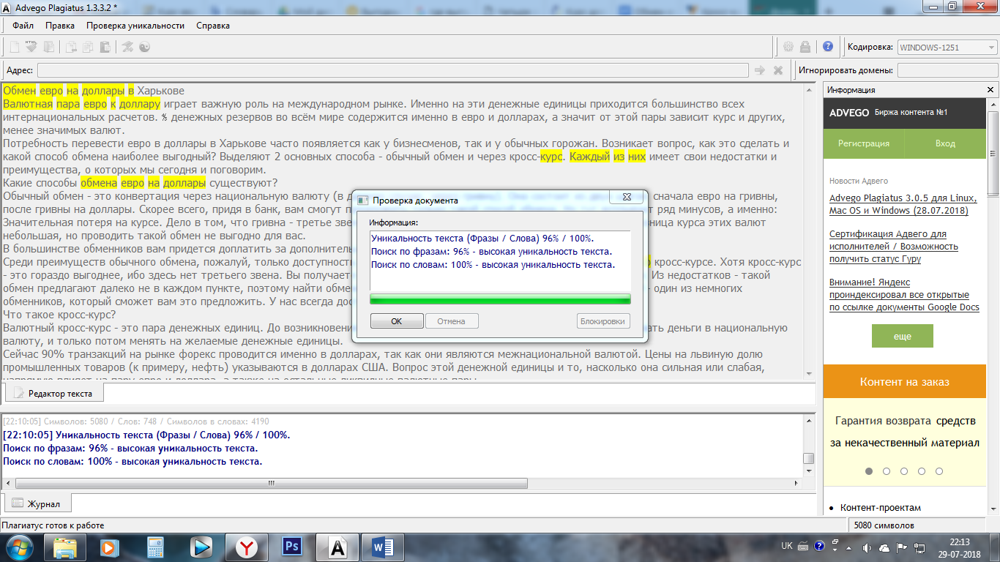 Advego Plagiatus 1.3.3.2 *
Файл Правка Проверка уникальности Справка
HTML
Кодировка: WINDOWS-1251
Адрес:
Игнорировать домены:
Обмен евро на доллары в Харькове
Валютная пара евро к доллару играет важную роль на международном рынке. Именно на эти денежные единицы приходится большинство всех
интернациональных расчетов. % денежных резервов во всём мире содержится именно в евро и долларах, а значит от этой пары зависит курс и других,
менее значимых валют.
Потребность перевести евро в доллары в Харькове часто появляется как у бизнесменов, так и у обычных горожан. Возникает вопрос, как это сделать и
какой способ обмена наиболее выгодный? Выделяют 2 основных способа - обычный обмен и через кросс-курс. Каждый из них имеет свои недостатки и
преимущества, о которых мы сегодня и поговорим.
Какие способы обмена евро на доллары существуют?
Обычный обмен - это конвертация через национальную валюту (в сначала евро на гривны,
после гривны на доллары. Скорее всего, придя в банк, вам смогут ряд минусов, а именно:
Значительная потеря на курсе. Дело в том, что гривна - третье курса этих валют
небольшая, но проводить такой обмен не выгодно для вас.
В большинстве обменников вам придется доплатить за
Среди преимуществ обычного обмена, пожалуй, только кросс-курсе. Хотя кросс-курс
- это гораздо выгоднее, ибо здесь нет третьего звена. Вы Из недостатков - такой
обмен предлагают далеко не в каждом пункте, поэтому найти - один из немногих
обменников, который сможет вам это предложить. У нас всегда
Что такое кросс-курс?
Валютный кросс-курс - это пара денежных единиц. До деньги в национальную
валюту, и только потом менять на желаемые денежные единицы.
Сейчас 90% транзакций на рынке форекс проводится именно в долларах, так как они являются межнациональной валютой. Цены на львиную долю
промышленных товаров (к примеру, нефть) указываются в долларах США. Вопрос этой денежной единицы и то, насколько она сильная или слабая,
Проверка документа
Информация:
Уникальность текста (Фразы / Слова) 96% / 100%.
Поиск по фразам: 96% - высокая уникальность текста.
Поиск по словам: 100% - высокая уникальность текста.
OK Отмена Блокировки
Редактор текста
[22:10:05] Символов: 5080 / Слов: 748 / Символов в словах: 4190
[22:10:05] Уникальность текста (Фразы / Слова) 96% / 100%.
Поиск по фразам: 96% - высокая уникальность текста.
Поиск по словам: 100% - высокая уникальность текста.
Журнал
Плагиатус готов к работе
5080 символов
Информация
ADVEGO Биржа контента №1
Регистрация Вход
Новости Адвего
Advego Plagiatus 3.0.5 для Linux,
Mac OS и Windows (28.07.2018)
Сертификация Адвего для
исполнителей / Возможность
получить статус Гуру
Внимание! Яндекс
проиндексировал все открытые
по ссылке документы Google Docs
еще
Контент на заказ
Гарантия возврата средств
за некачественный материал
Контент-проектам
Ps
UK
22:13
29-07-2018